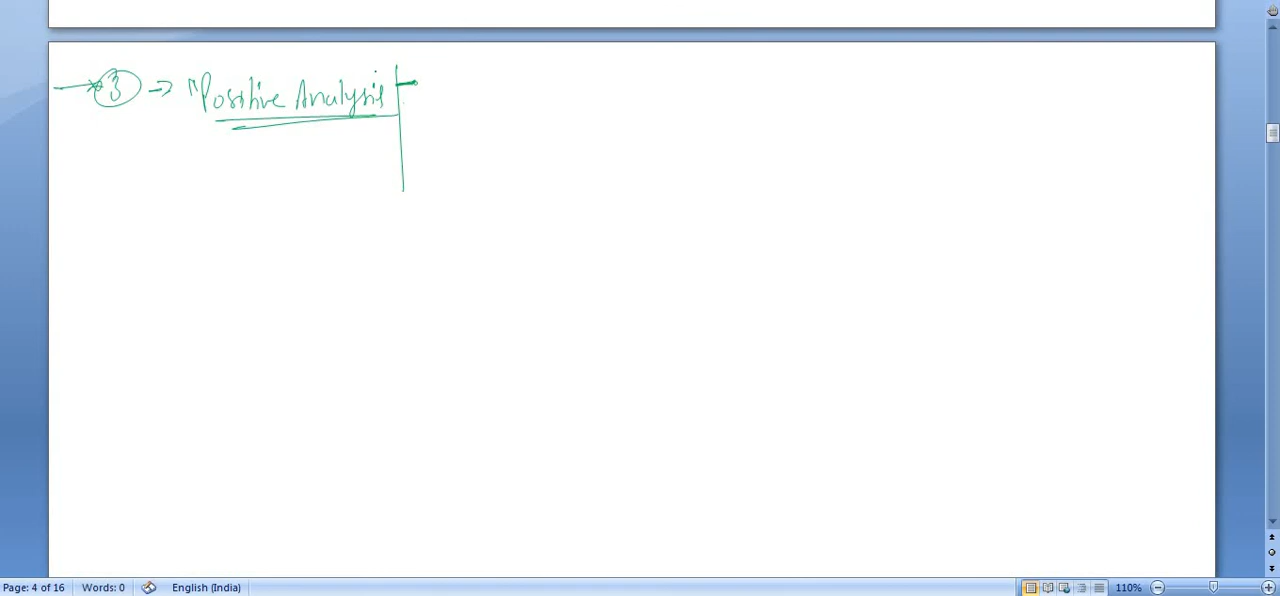 ③ → "Positive Analysis
Page: 4 of 16 Words: 0 English (India) 110%